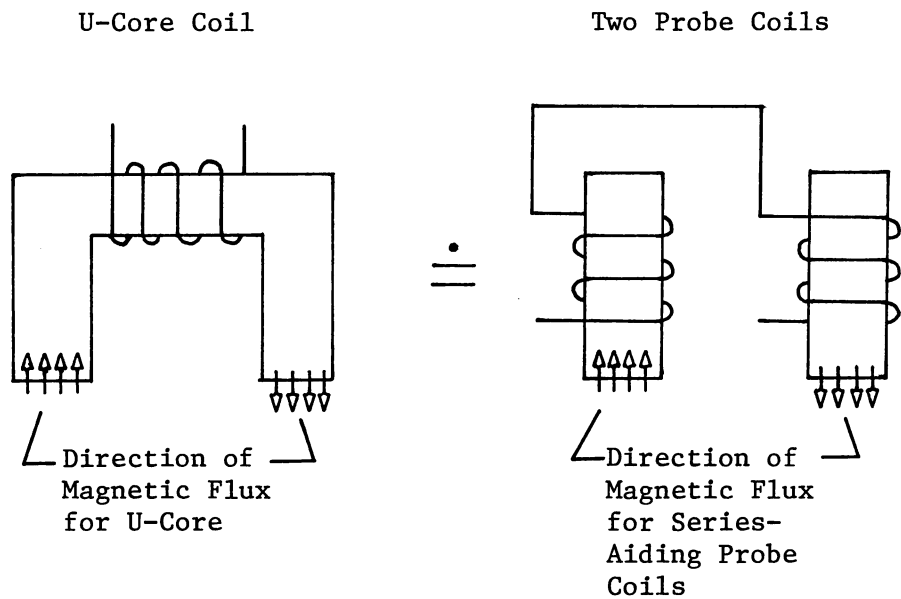 U-Core Coil
Two Probe Coils
Direction of
Magnetic Flux
for U-Core
Direction of
Magnetic Flux
for Series-
Aiding Probe
Coils